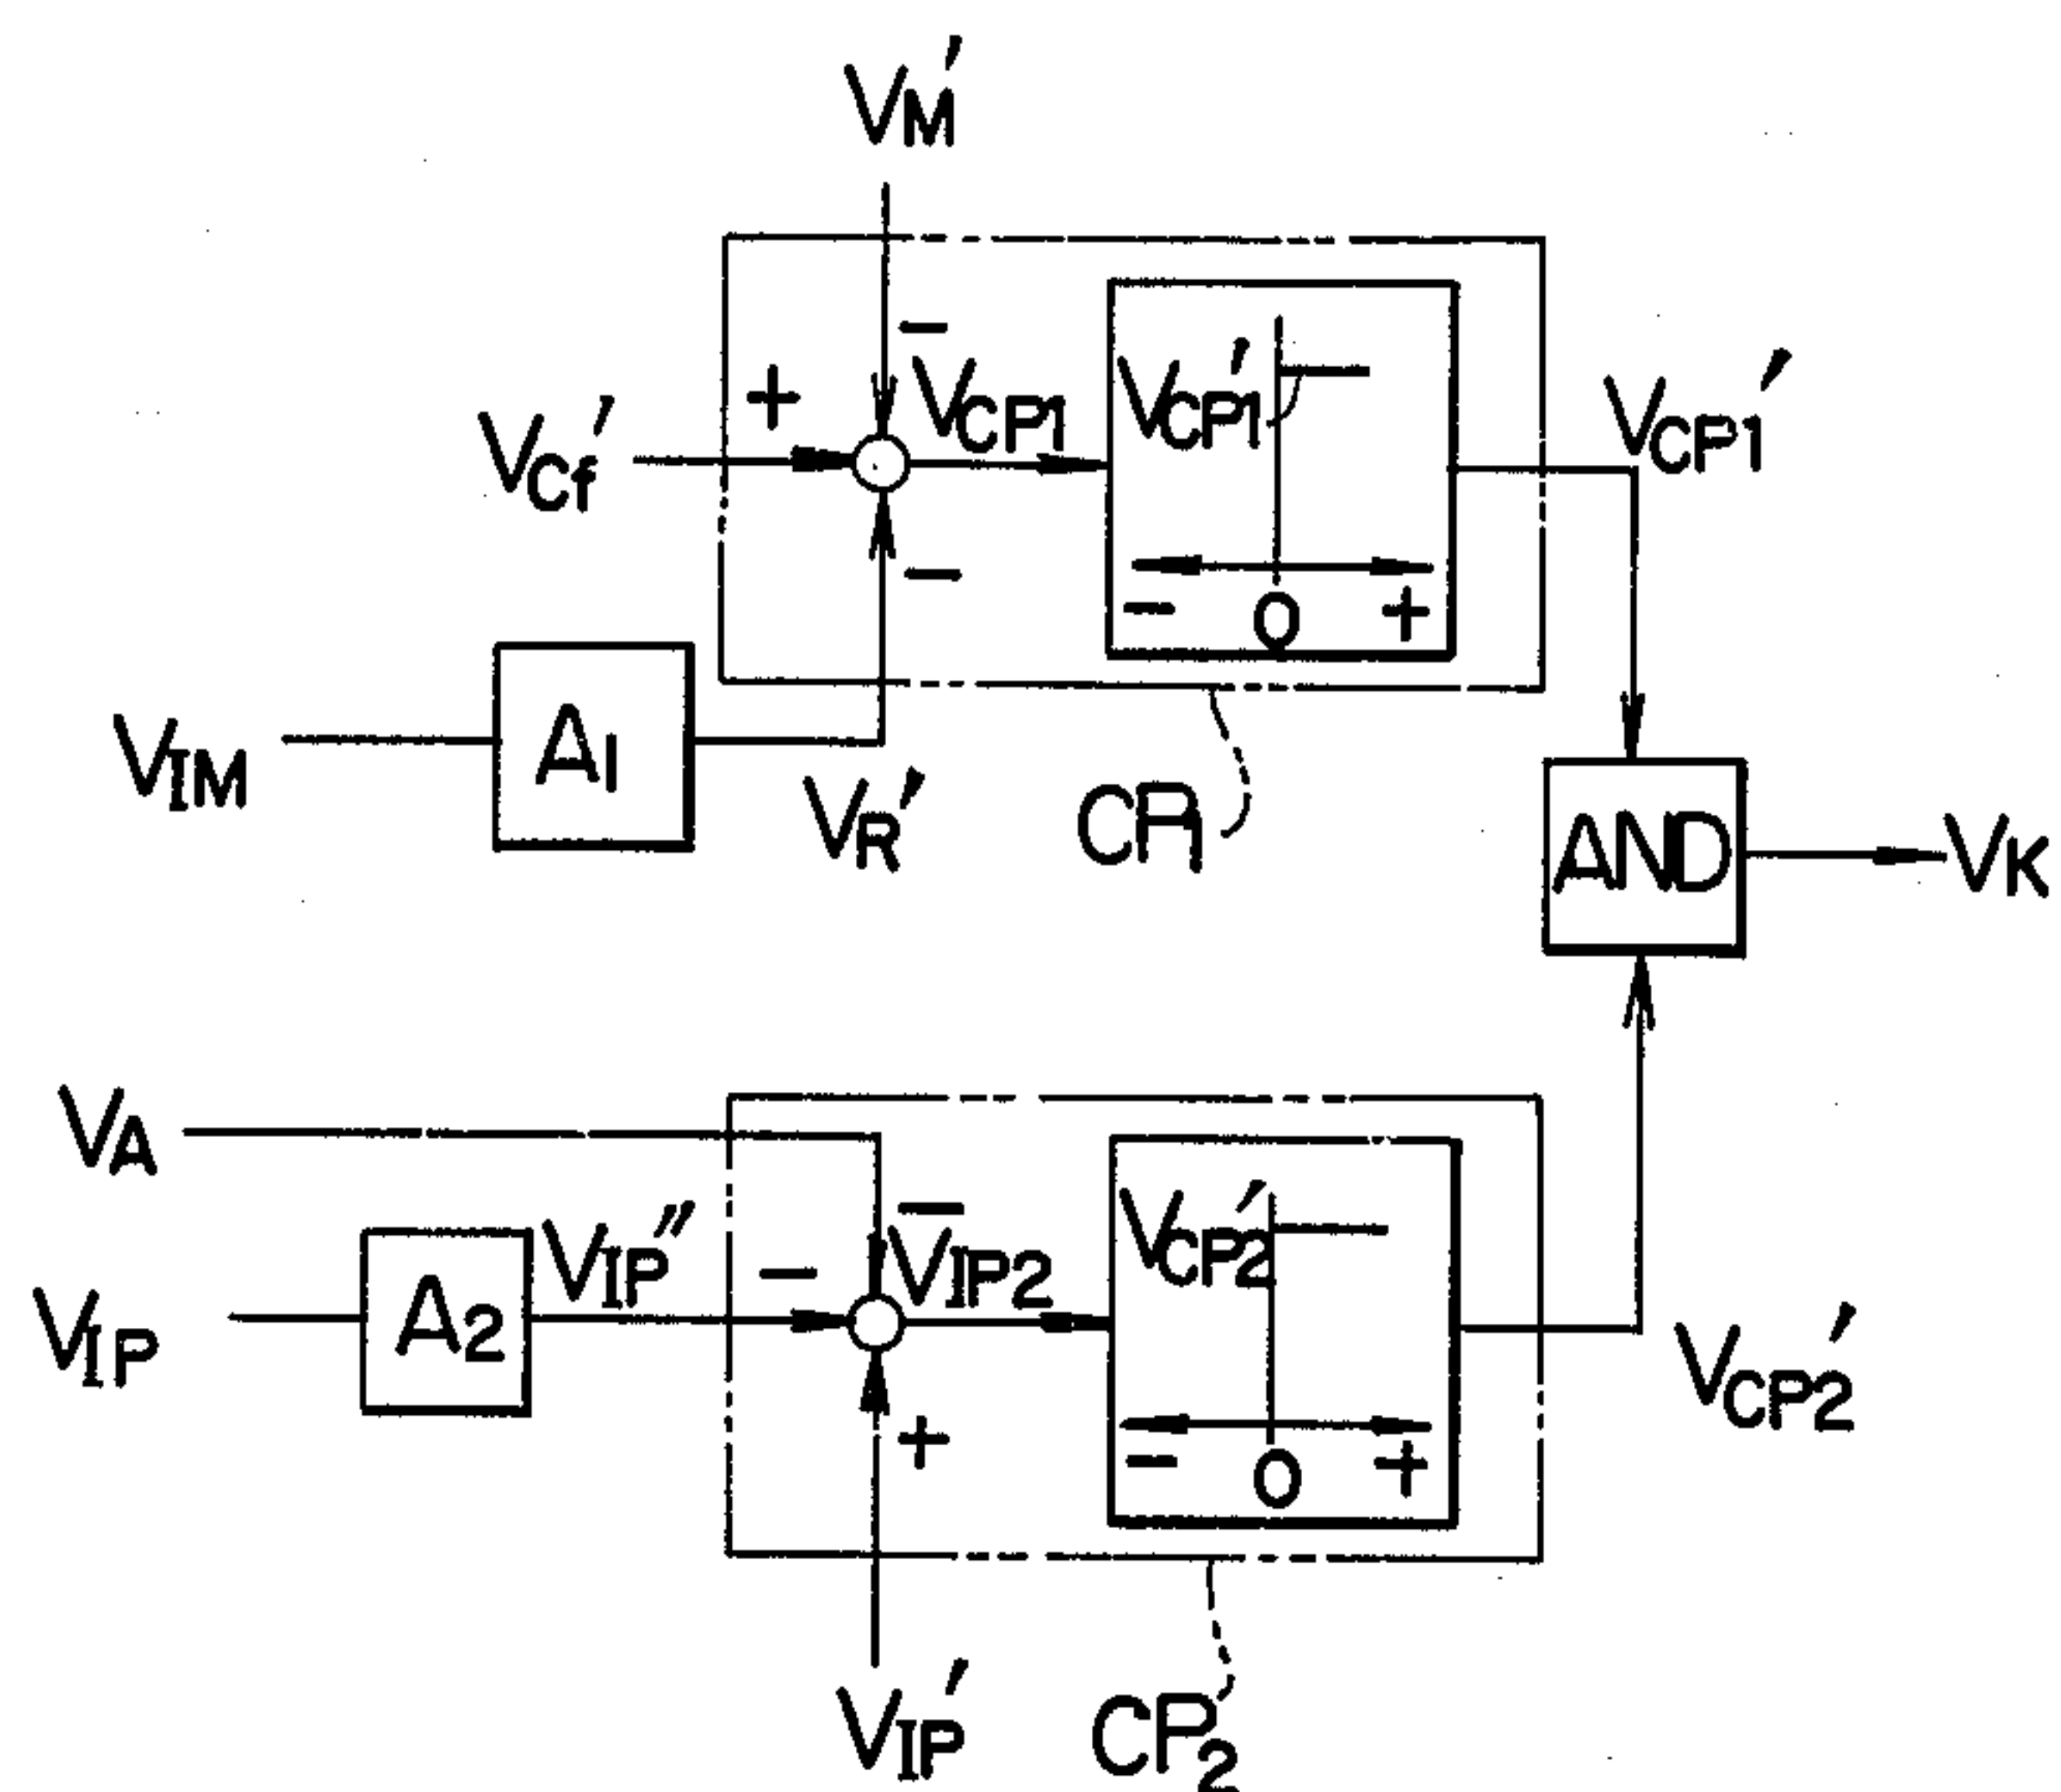 VM'
−
+
VCP1
VCP1'
VCP1'
VCf'
−
− 0 +
A1
VIM
VR'
CP1
AND
VK
VA
−
VIP''
−
VIP2
VCP2'
A2
VIP
VCP2'
+
− 0 +
VIP'
CP2